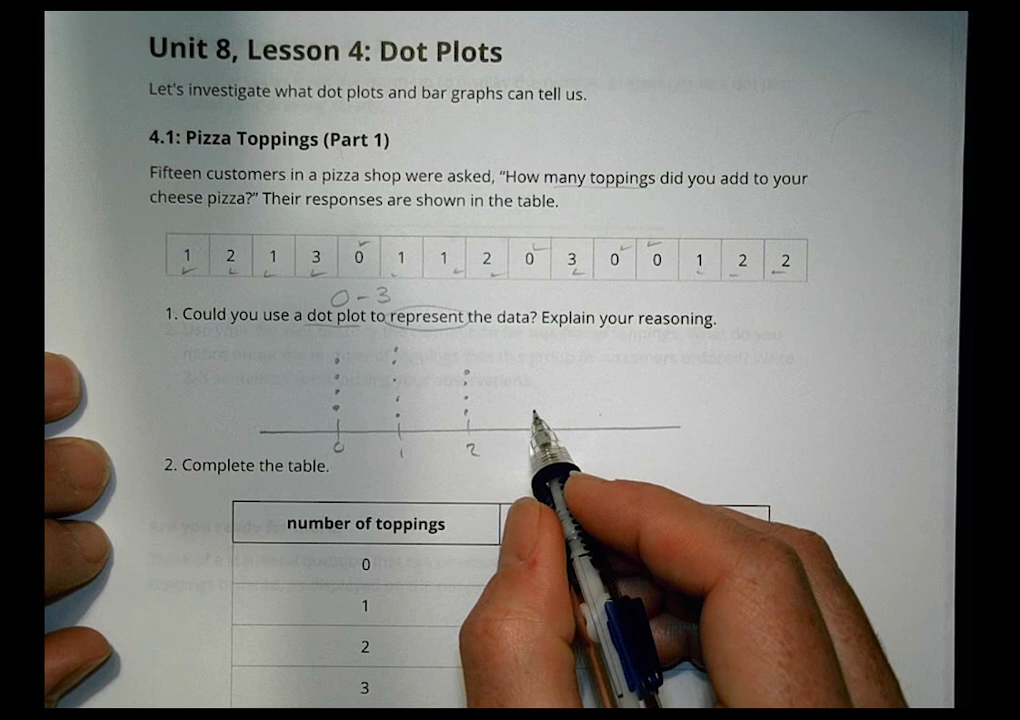 Unit 8, Lesson 4: Dot Plots
Let's investigate what dot plots and bar graphs can tell us.
4.1: Pizza Toppings (Part 1)
Fifteen customers in a pizza shop were asked, “How many toppings did you add to your
cheese pizza?” Their responses are shown in the table.
1 2 1 3 0 1 1 2 0 3 0 0 1 2 2
0-3
1. Could you use a dot plot to represent the data? Explain your reasoning.
0 1 2
2. Complete the table.
number of toppings
0
1
2
3